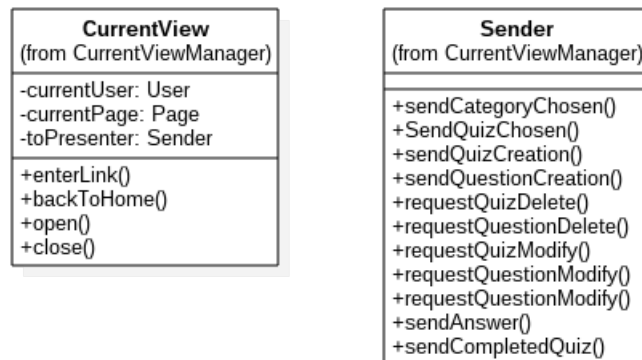 CurrentView
(from CurrentViewManager)
-currentUser: User
-currentPage: Page
-toPresenter: Sender
+enterLink()
+backToHome()
+open()
+close()
Sender
(from CurrentViewManager)
+sendCategoryChosen()
+SendQuizChosen()
+sendQuizCreation()
+sendQuestionCreation()
+requestQuizDelete()
+requestQuestionDelete()
+requestQuizModify()
+requestQuestionModify()
+requestQuestionModify()
+sendAnswer()
+sendCompletedQuiz()